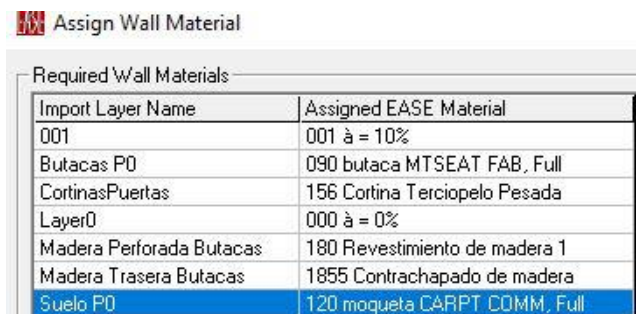 Assign Wall Material
Required Wall Materials
Import Layer Name Assigned EASE Material
001 001 à = 10%
Butacas P0 090 butaca MTSEAT FAB, Full
CortinasPuertas 156 Cortina Terciopelo Pesada
Layer0 000 à = 0%
Madera Perforada Butacas 180 Revestimiento de madera 1
Madera Trasera Butacas 1855 Contrachapado de madera
Suelo P0 120 moqueta CARPT COMM, Full